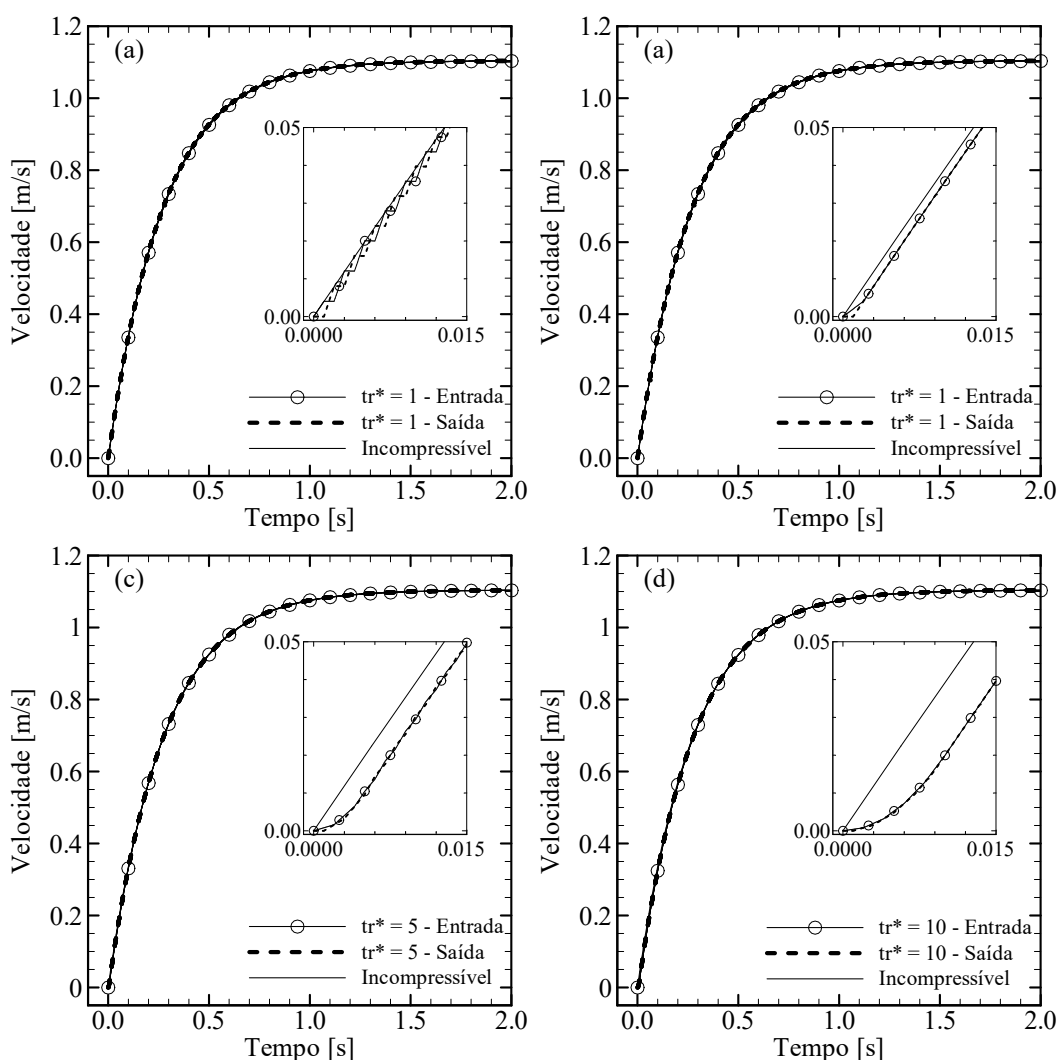 (a)
1.2
1.0
0.8
0.6
0.4
0.2
0.0
Velocidade [m/s]
0.05
0.00
0.0000
0.015
tr* = 1 - Entrada
tr* = 1 - Saída
Incompressível
0.0
0.5
1.0
1.5
2.0
Tempo [s]
(a)
1.2
1.0
0.8
0.6
0.4
0.2
0.0
Velocidade [m/s]
0.05
0.00
0.0000
0.015
tr* = 1 - Entrada
tr* = 1 - Saída
Incompressível
0.0
0.5
1.0
1.5
2.0
Tempo [s]
(c)
1.2
1
0.8
0.6
0.4
0.2
0
Velocidade [m/s]
0.05
0.00
0.0000
0.015
tr* = 5 - Entrada
tr* = 5 - Saída
Incompressível
0.0
0.5
1.0
1.5
2.0
Tempo [s]
(d)
1.2
1
0.8
0.6
0.4
0.2
0
Velocidade [m/s]
0.05
0.00
0.0000
0.015
tr* = 10 - Entrada
tr* = 10 - Saída
Incompressível
0.0
0.5
1.0
1.5
2.0
Tempo [s]